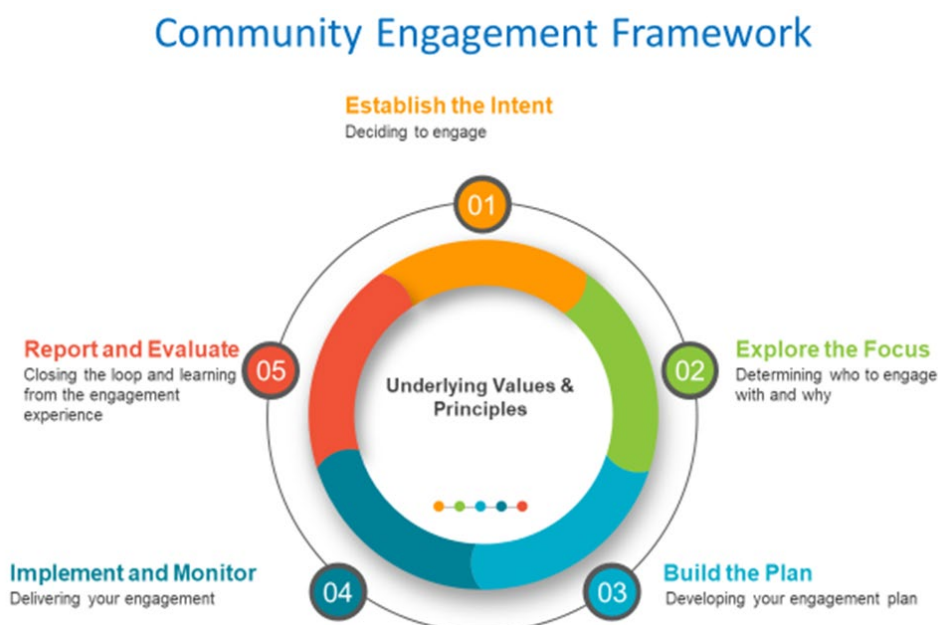 Community Engagement Framework
Establish the Intent
Deciding to engage
01
Explore the Focus
Determining who to engage
with and why
02
Build the Plan
Developing your engagement plan
03
Implement and Monitor
Delivering your engagement
04
Report and Evaluate
Closing the loop and learning
from the engagement
experience
05
Underlying Values &
Principles